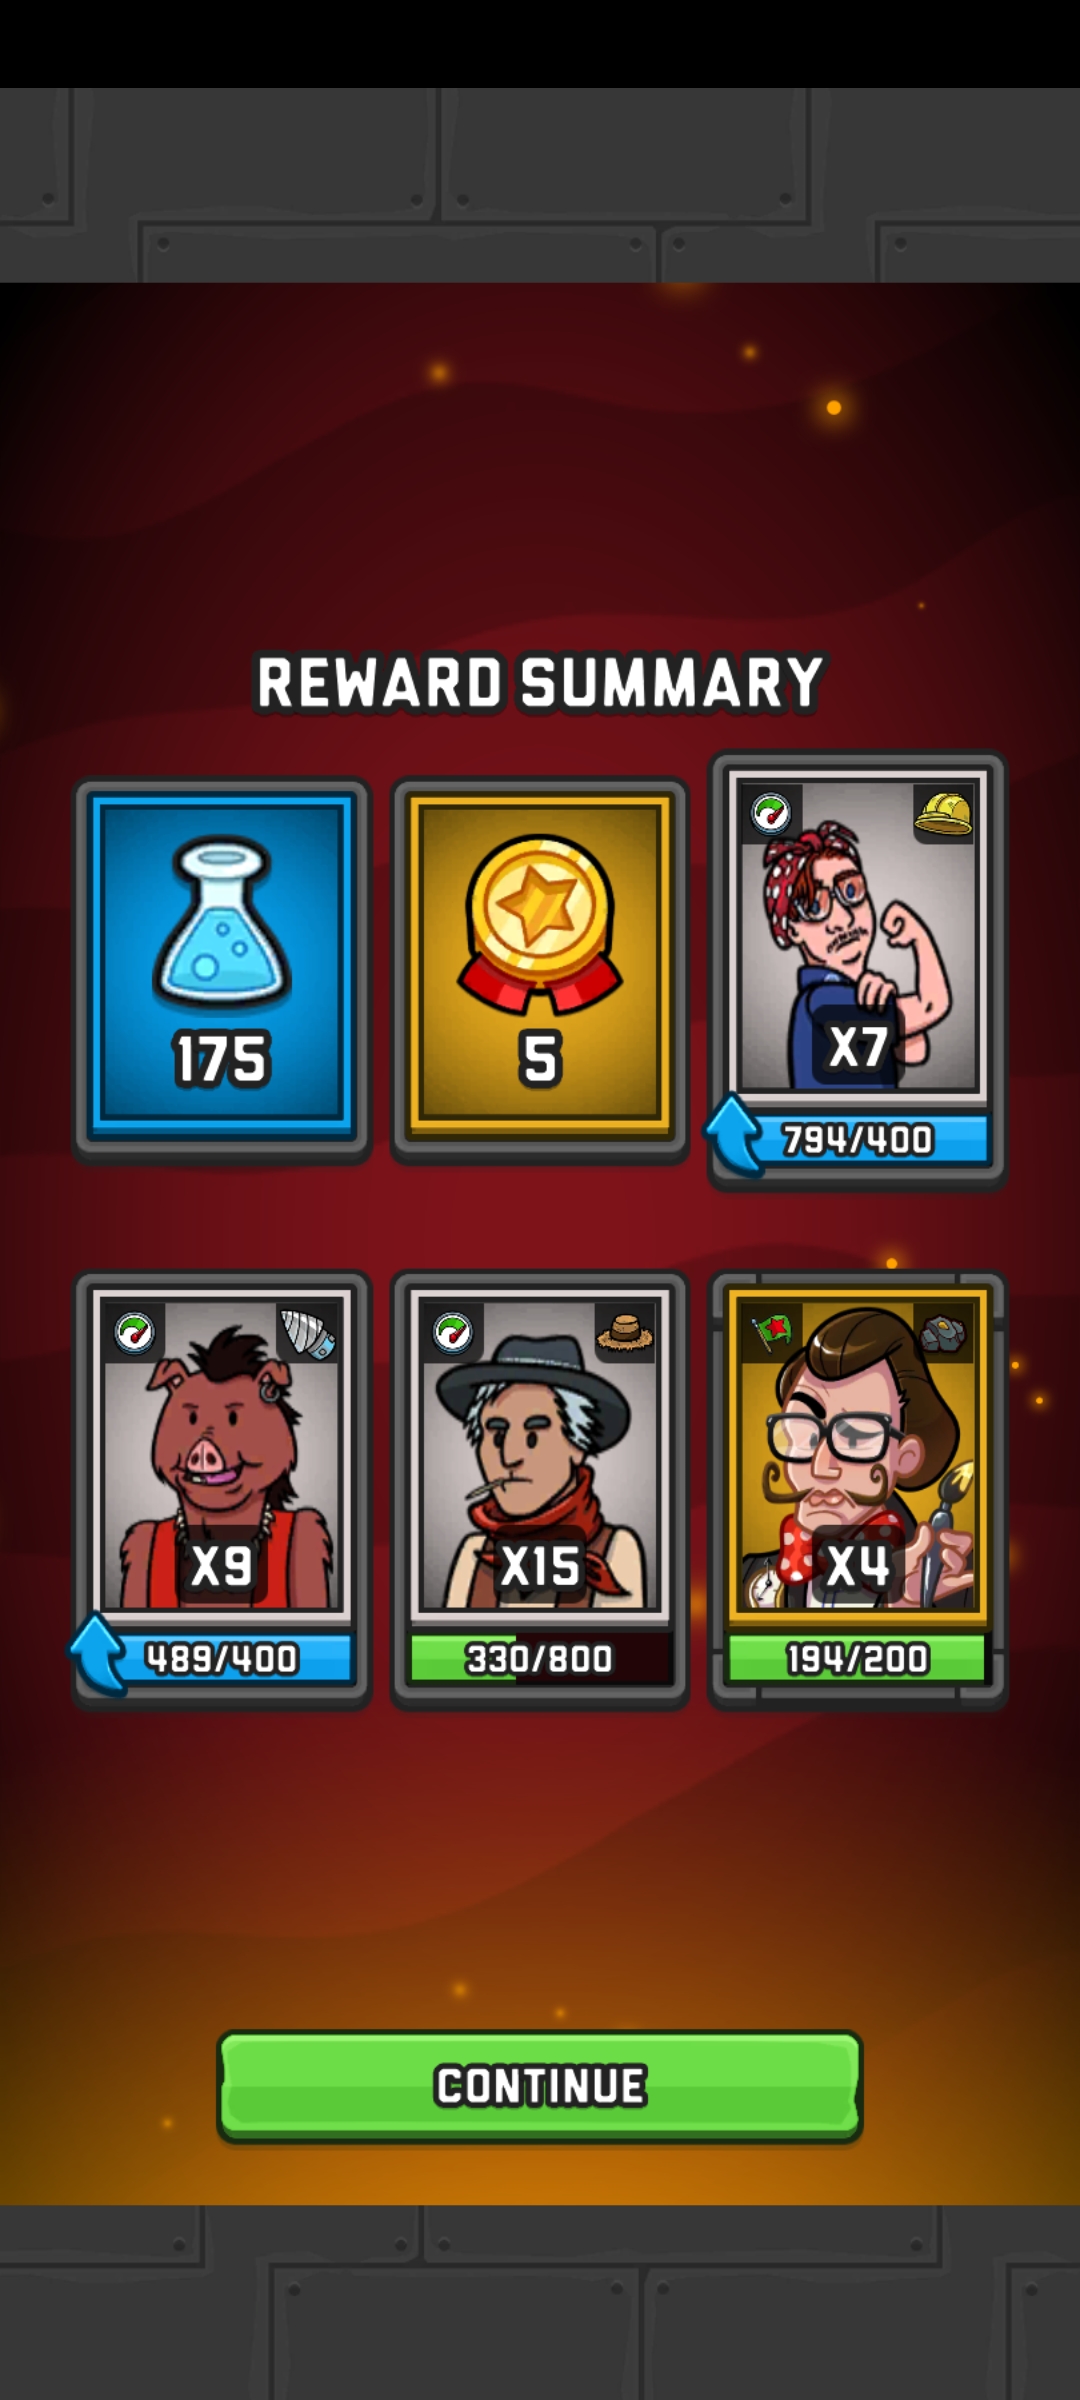 REWARD SUMMARY
175
5
X7
794/400
X9
489/400
X15
330/800
X4
194/200
CONTINUE